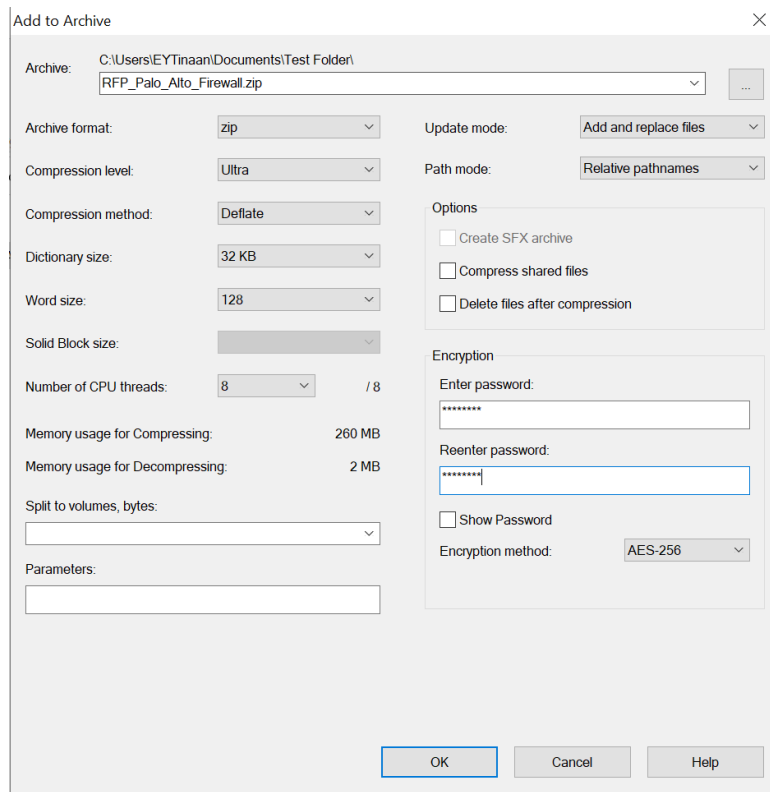 Add to Archive
Archive:
C:\Users\EYTinaan\Documents\Test Folder\
RFP_Palo_Alto_Firewall.zip
...
Archive format:
zip
Compression level:
Ultra
Compression method:
Deflate
Dictionary size:
32 KB
Word size:
128
Solid Block size:
Number of CPU threads:
8
/ 8
Memory usage for Compressing:
260 MB
Memory usage for Decompressing:
2 MB
Split to volumes, bytes:
Parameters:
Update mode:
Add and replace files
Path mode:
Relative pathnames
Options
Create SFX archive
Compress shared files
Delete files after compression
Encryption
Enter password:
********
Reenter password:
********
Show Password
Encryption method:
AES-256
OK
Cancel
Help